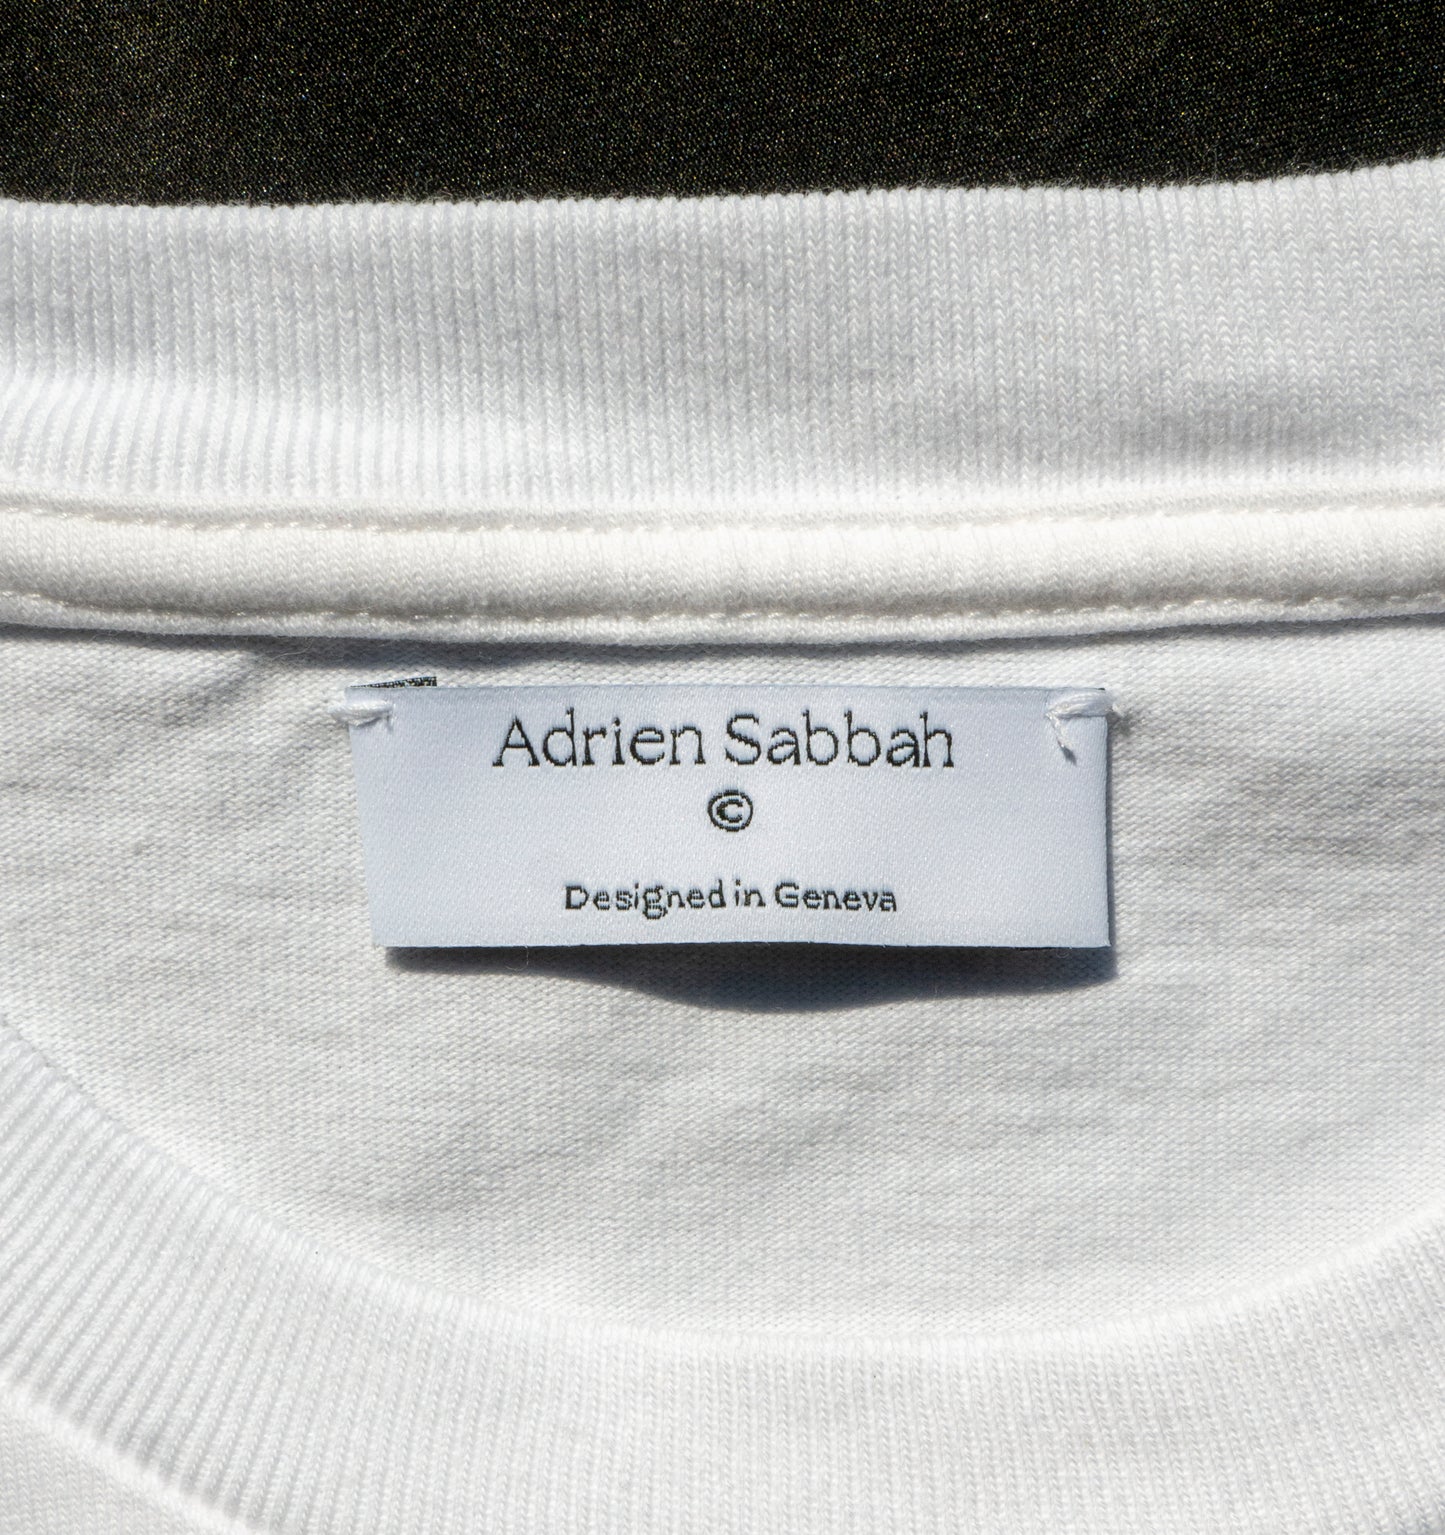 Adrien Sabbah
©
Designed in Geneva